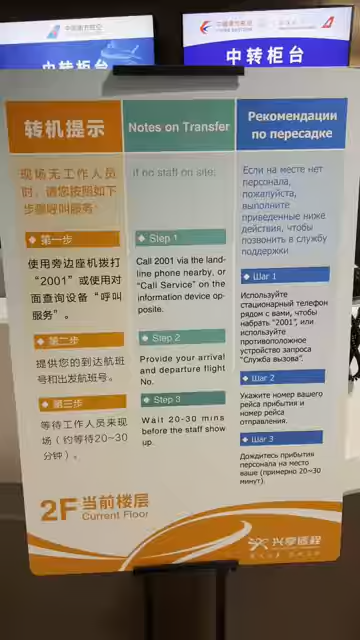 中国南方航空
中转柜台
中国东方航空
中转柜台
转机提示
现场无工作人员
时，请您按照如下
步骤呼叫服务：
第一步
使用旁边座机拨打
“2001”或使用对
面查询设备“呼叫
服务”。
第二步
提供您的到达航班
号和出发航班号。
第三步
等待工作人员来现
场（约等待20~30
分钟）。
Notes on Transfer
If no staff on site:
Step 1
Call 2001 via the land-
line phone nearby, or
“Call Service” on the
information device op-
posite.
Step 2
Provide your arrival
and departure flight
No.
Step 3
Wait 20-30 mins
before the staff show
up.
Рекомендации
по пересадке
Если на месте нет
персонала,
пожалуйста,
выполните
приведенные ниже
действия, чтобы
позвонить в службу
поддержки
Шаг 1
Используйте
стационарный телефон
рядом с вами, чтобы
набрать “2001”, или
используйте
противоположное
устройство запроса
“Служба вызова”.
Шаг 2
Укажите номер вашего
рейса прибытия и
номер рейса
отправления.
Шаг 3
Дождитесь прибытия
персонала на место
ваше (примерно 20~30
минут).
2F 当前楼层
Current Floor
兴享旅程